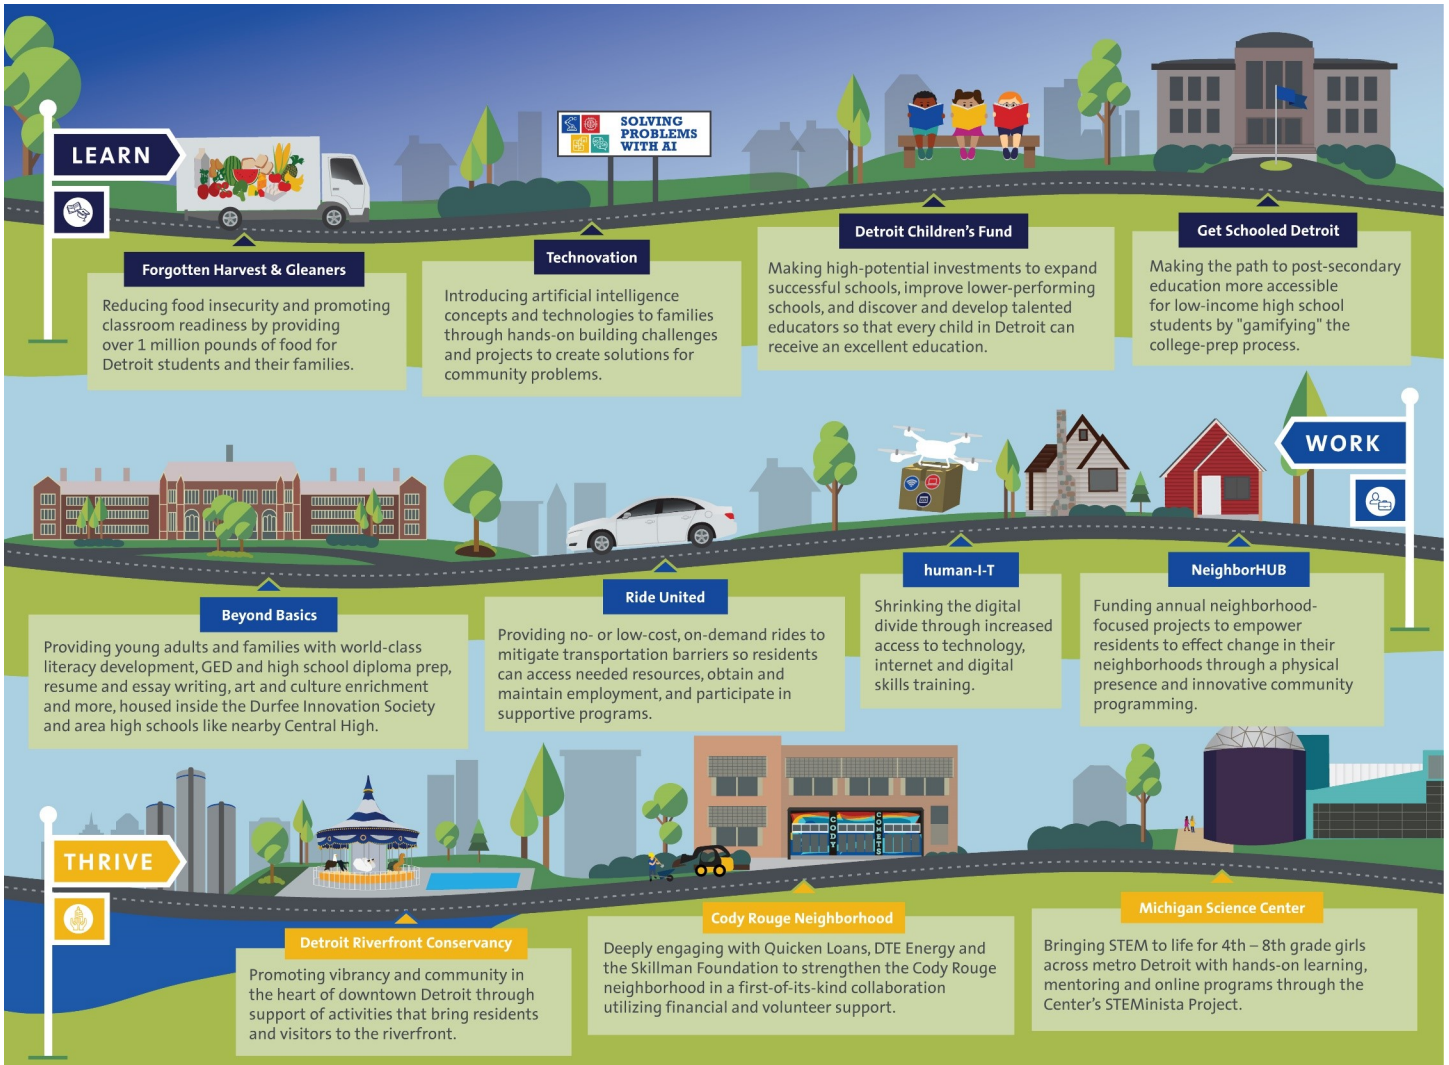 LEARN
SOLVING
PROBLEMS
WITH AI
Forgotten Harvest & Gleaners
Reducing food insecurity and promoting
classroom readiness by providing
over 1 million pounds of food for
Detroit students and their families.
Technovation
Introducing artificial intelligence
concepts and technologies to families
through hands-on building challenges
and projects to create solutions for
community problems.
Detroit Children's Fund
Making high-potential investments to expand
successful schools, improve lower-performing
schools, and discover and develop talented
educators so that every child in Detroit can
receive an excellent education.
Get Schooled Detroit
Making the path to post-secondary
education more accessible
for low-income high school
students by "gamifying" the
college-prep process.
WORK
Beyond Basics
Providing young adults and families with world-class
literacy development, GED and high school diploma prep,
resume and essay writing, art and culture enrichment
and more, housed inside the Durfee Innovation Society
and area high schools like nearby Central High.
Ride United
Providing no- or low-cost, on-demand rides to
mitigate transportation barriers so residents
can access needed resources, obtain and
maintain employment, and participate in
supportive programs.
human-I-T
Shrinking the digital
divide through increased
access to technology,
internet and digital
skills training.
NeighborHUB
Funding annual neighborhood-
focused projects to empower
residents to effect change in their
neighborhoods through a physical
presence and innovative community
programming.
THRIVE
CODY
COMETS
Detroit Riverfront Conservancy
Promoting vibrancy and community in
the heart of downtown Detroit through
support of activities that bring residents
and visitors to the riverfront.
Cody Rouge Neighborhood
Deeply engaging with Quicken Loans, DTE Energy and
the Skillman Foundation to strengthen the Cody Rouge
neighborhood in a first-of-its-kind collaboration
utilizing financial and volunteer support.
Michigan Science Center
Bringing STEM to life for 4th – 8th grade girls
across metro Detroit with hands-on learning,
mentoring and online programs through the
Center's STEMinista Project.